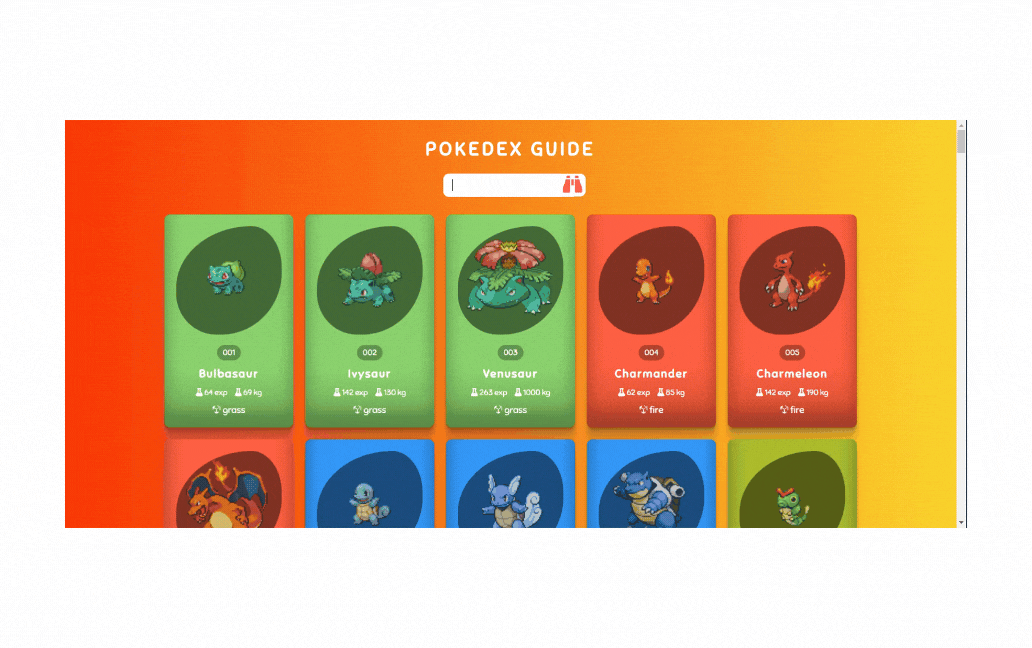 POKEDEX GUIDE
001
Bulbasaur
64 exp 69 kg
grass
002
Ivysaur
142 exp 130 kg
grass
003
Venusaur
263 exp 1000 kg
grass
004
Charmander
62 exp 85 kg
fire
005
Charmeleon
142 exp 190 kg
fire